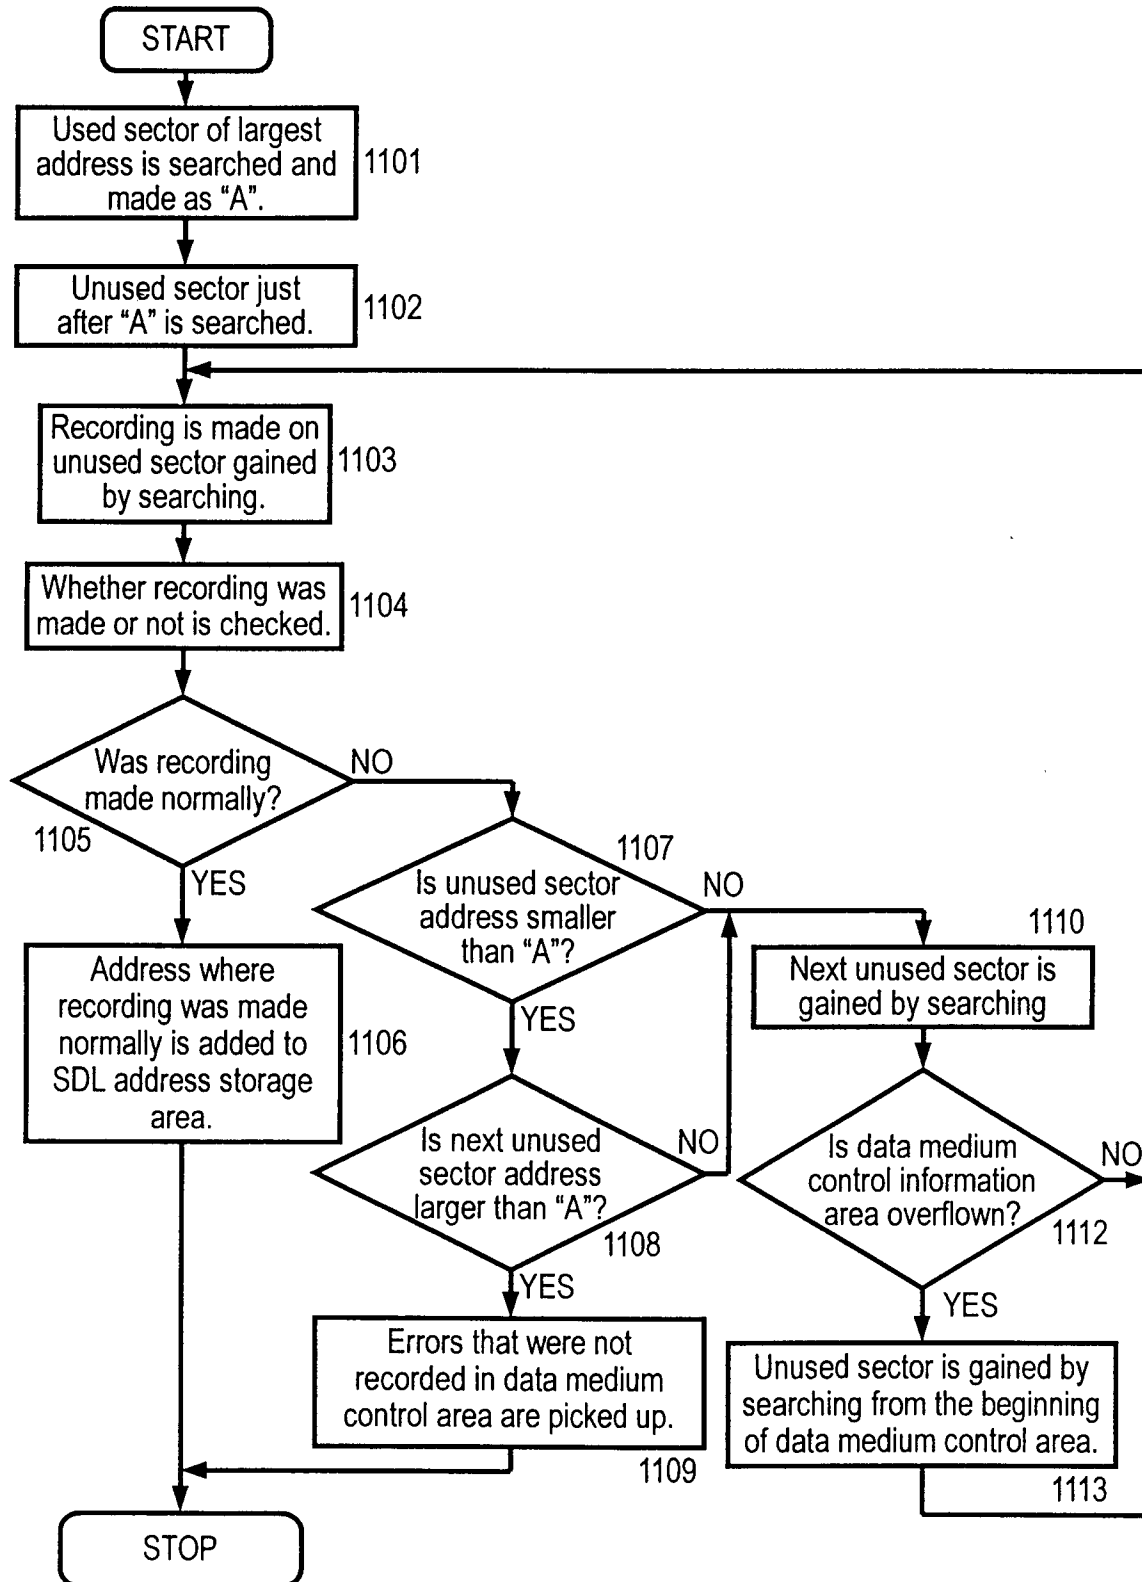 START
Used sector of largest
address is searched and
made as “A”.
1101
Unused sector just
after “A” is searched.
1102
Recording is made on
unused sector gained
by searching.
1103
Whether recording was
made or not is checked.
1104
Was recording
made normally?
1105
NO
YES
Address where
recording was made
normally is added to
SDL address storage
area.
1106
1107
Is unused sector
address smaller
than “A”?
NO
YES
Is next unused
sector address
larger than “A”?
1108
NO
YES
Errors that were not
recorded in data medium
control area are picked up.
1109
1110
Next unused sector is
gained by searching
Is data medium
control information
area overflown?
1112
NO
YES
Unused sector is gained by
searching from the beginning
of data medium control area.
1113
STOP